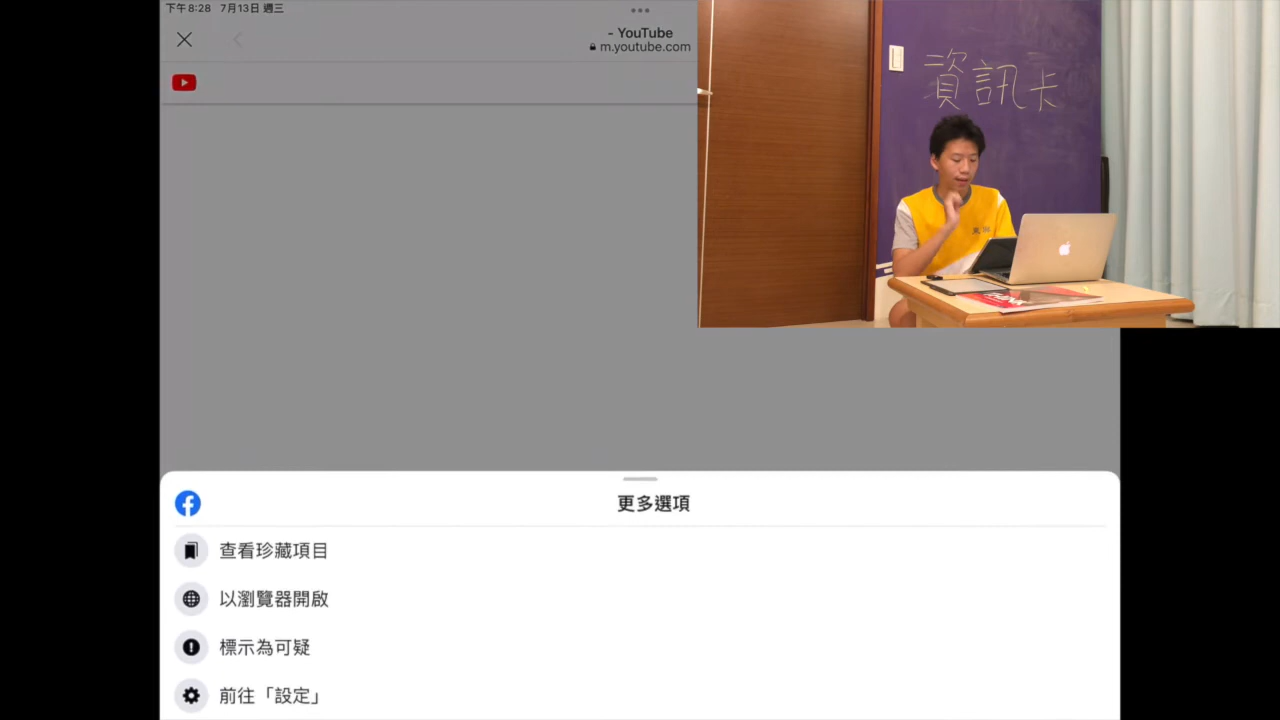 下午8:28 7月13日 週三
- YouTube
m.youtube.com
資訊卡
THINK
更多選項
查看珍藏項目
以瀏覽器開啟
標示為可疑
前往「設定」